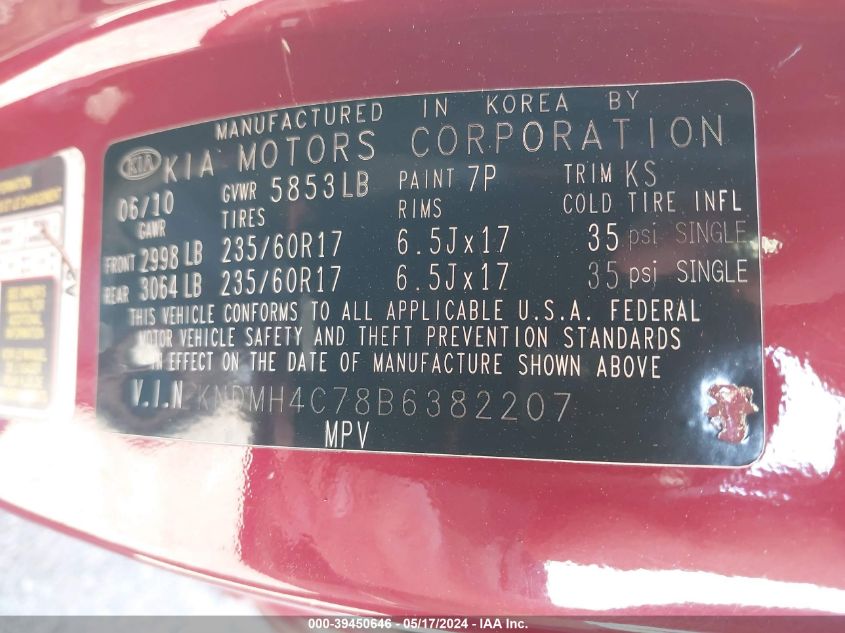 MANUFACTURED IN KOREA BY
KIA KIA MOTORS CORPORATION
06/10 GVWR 5853LB PAINT 7P TRIM KS
GAWR TIRES RIMS COLD TIRE INFL
FRONT 2998 LB 235/60R17 6.5Jx17 35 psi SINGLE
REAR 3064 LB 235/60R17 6.5Jx17 35 psi SINGLE
THIS VEHICLE CONFORMS TO ALL APPLICABLE U.S.A. FEDERAL
MOTOR VEHICLE SAFETY AND THEFT PREVENTION STANDARDS
IN EFFECT ON THE DATE OF MANUFACTURE SHOWN ABOVE
V.I.N KNDMH4C78B6382207
MPV
000-39450646 - 05/17/2024 - IAA, Inc.